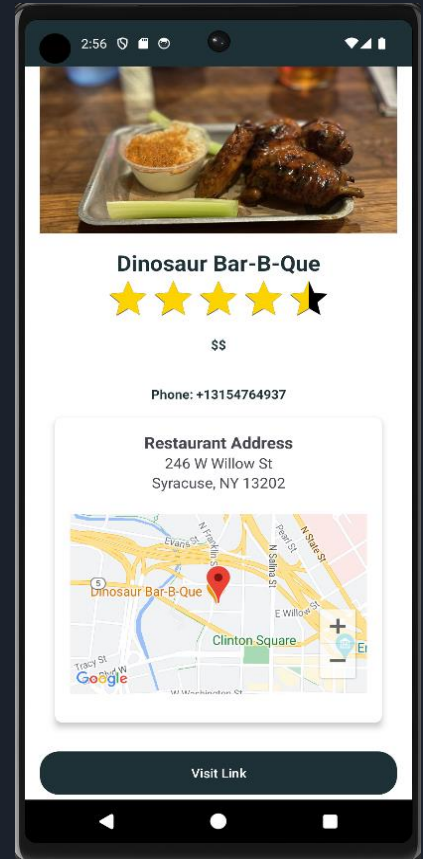 2:56
Dinosaur Bar-B-Que
$$
Phone: +13154764937
Restaurant Address
246 W Willow St
Syracuse, NY 13202
Evans St
N Franklin St
Pearl St
N State St
N Salina St
5
Dinosaur Bar-B-Que
E Willow St
+
Clinton Square
−
Tracy St
Google
W Washington St
Visit Link